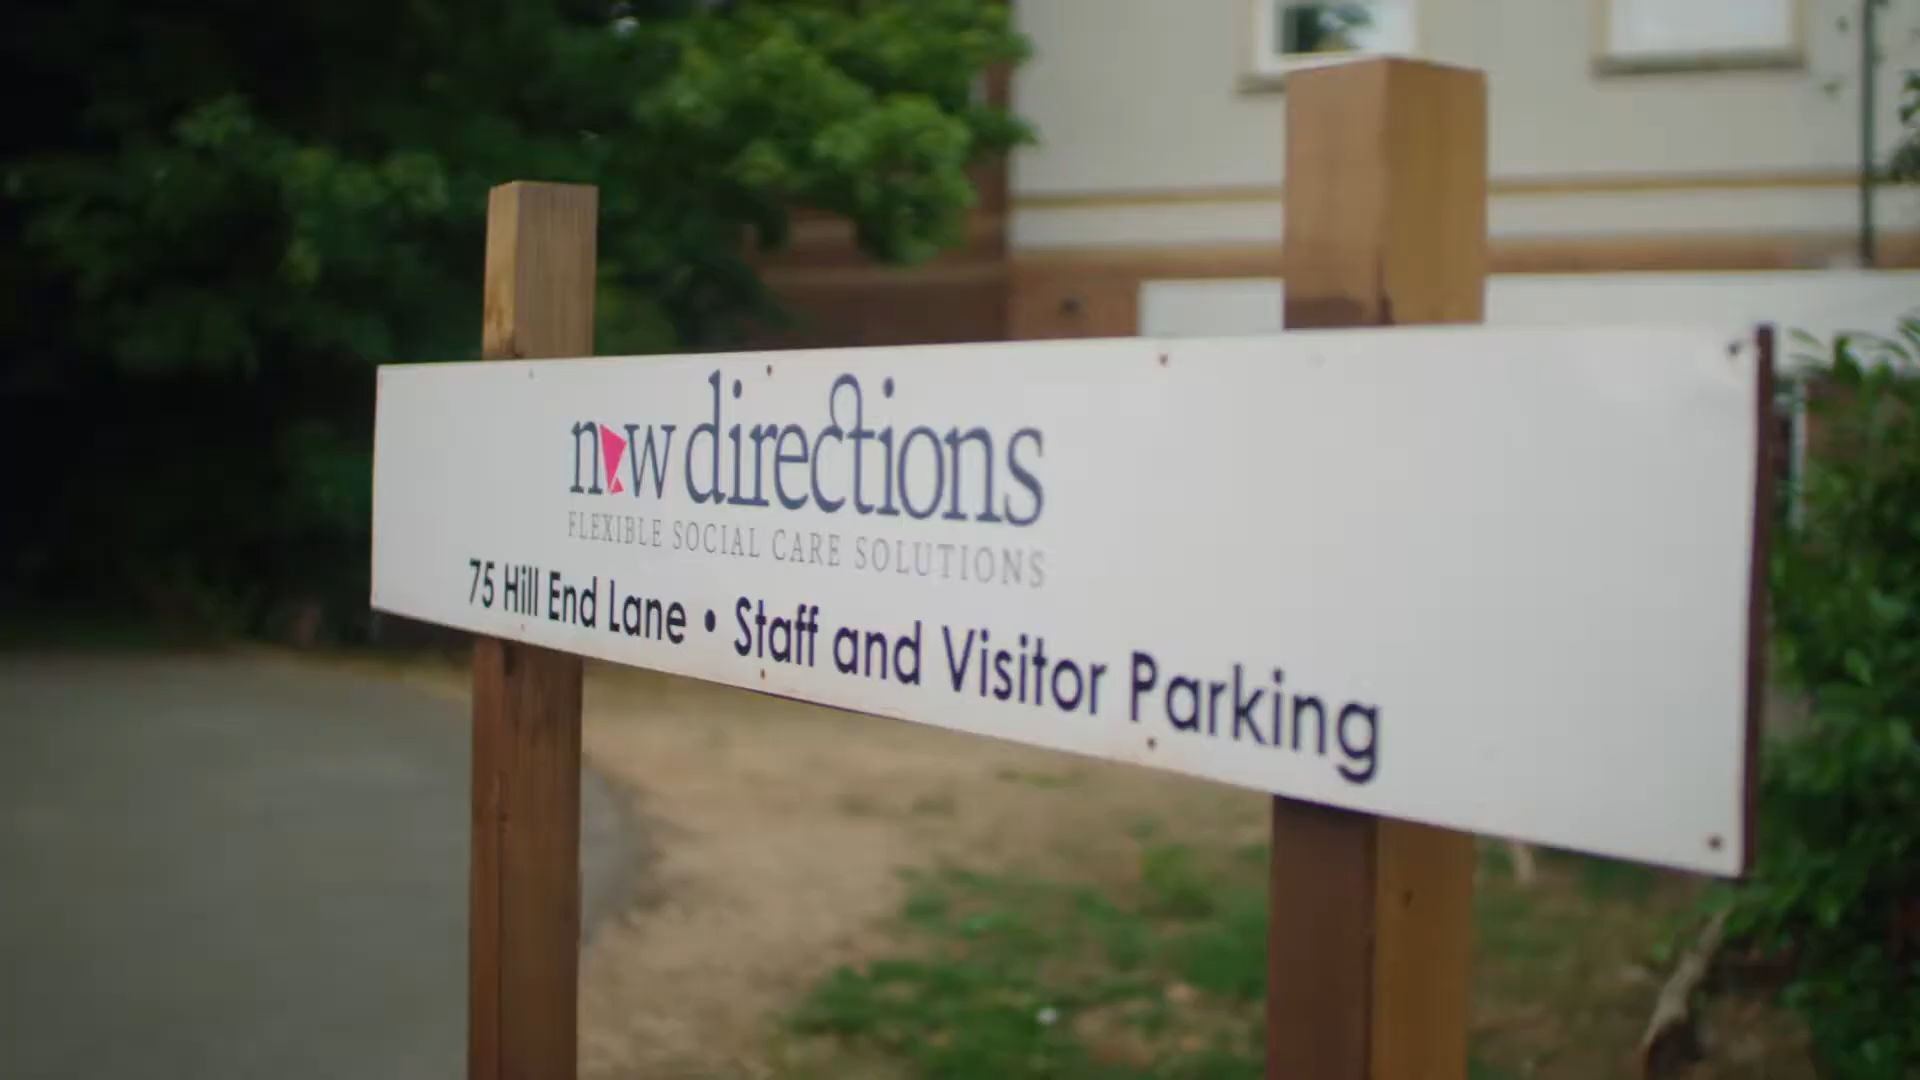 new directions
FLEXIBLE SOCIAL CARE SOLUTIONS
75 Hill End Lane • Staff and Visitor Parking